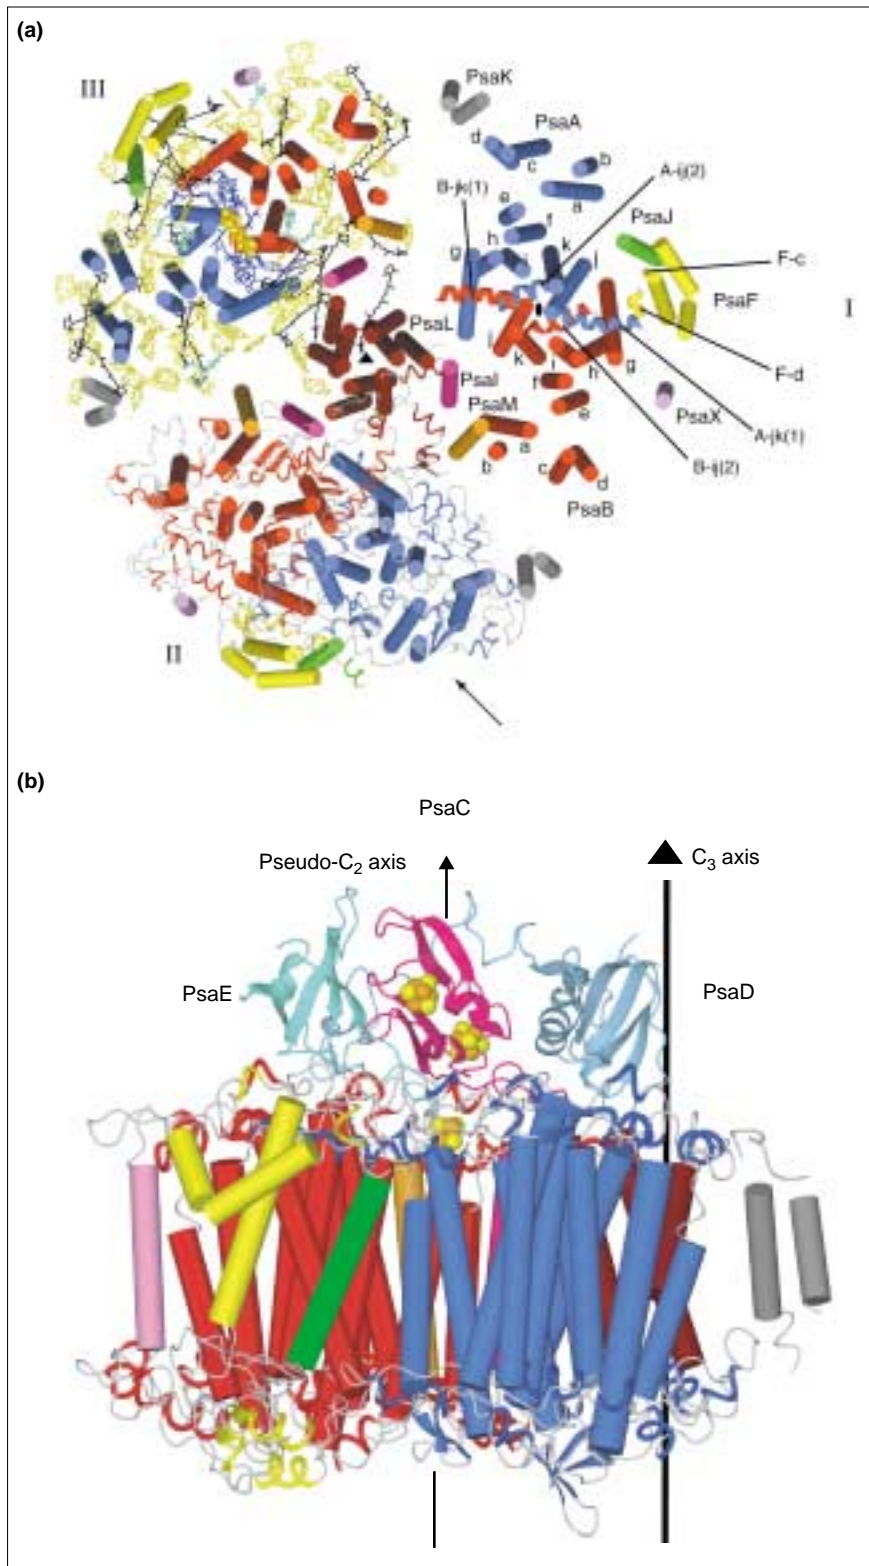 (a)
III
PsaK
PsaA
d
c
b
a
B-jk(1)
A-ij(2)
e
f
PsaJ
g
h
i
k
j
F-c
PsaF
I
PsaL
j
k
i
h
g
f
PsaI
F-d
PsaM
e
PsaX
A-jk(1)
a
b
B-ij(2)
c
d
PsaB
II
(b)
PsaC
Pseudo-C₂ axis
C₃ axis
PsaE
PsaD